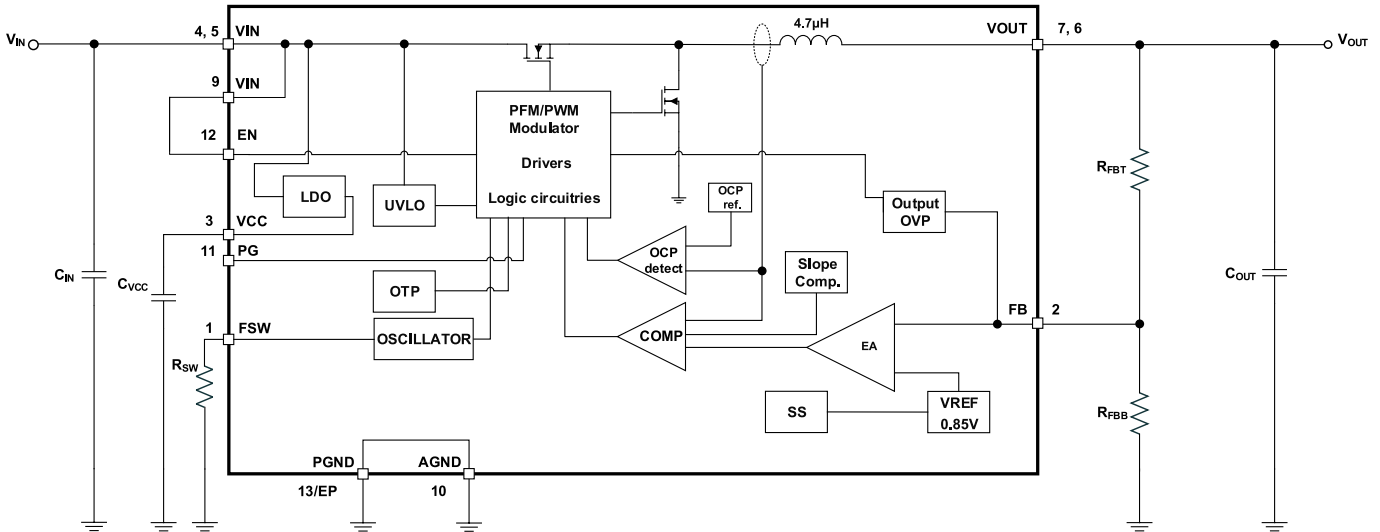 4.7μH
VIN
4, 5
VIN
VOUT
7, 6
VOUT
9
VIN
12
EN
PFM/PWM
Modulator
Drivers
Logic circuitries
RFBT
LDO
UVLO
OCP
ref.
Output
OVP
3
VCC
11
PG
OCP
detect
Slope
Comp.
CIN
CVCC
COUT
OTP
FB
2
1
FSW
OSCILLATOR
COMP
EA
RSW
SS
VREF
0.85V
RFBB
PGND
AGND
13/EP
10